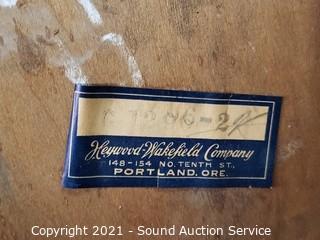 Heywood-Wakefield Company
148-154 NO. TENTH ST.,
PORTLAND, ORE.
Copyright 2021 - Sound Auction Service